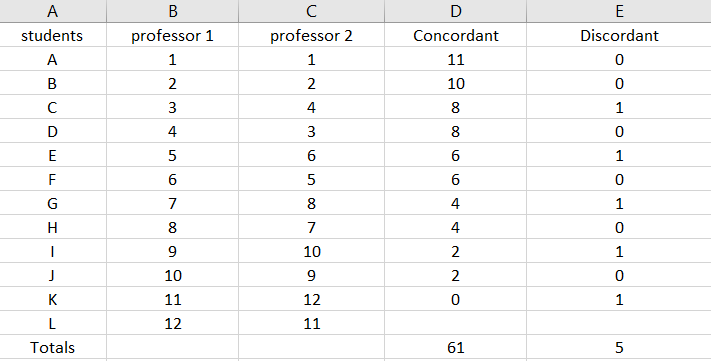 A B C D E
students professor 1 professor 2 Concordant Discordant
A 1 1 11 0
B 2 2 10 0
C 3 4 8 1
D 4 3 8 0
E 5 6 6 1
F 6 5 6 0
G 7 8 4 1
H 8 7 4 0
I 9 10 2 1
J 10 9 2 0
K 11 12 0 1
L 12 11
Totals 61 5